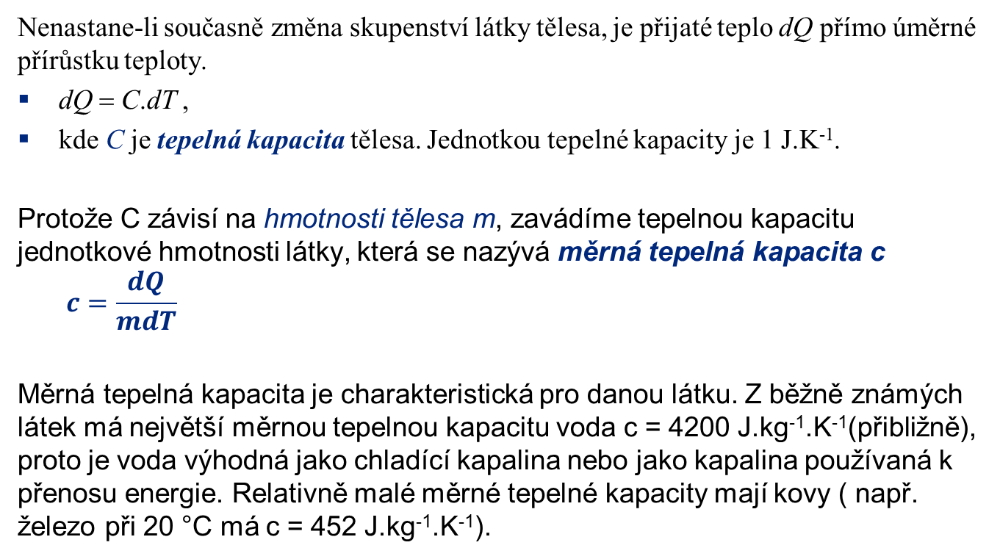 Nenastane-li současně změna skupenství látky tělesa, je přijaté teplo dQ přímo úměrné
přírůstku teploty.
▪ dQ = C.dT ,
▪ kde C je tepelná kapacita tělesa. Jednotkou tepelné kapacity je 1 J.K⁻¹.
Protože C závisí na hmotnosti tělesa m, zavádíme tepelnou kapacitu
jednotkové hmotnosti látky, která se nazývá měrná tepelná kapacita c
c = dQ / mdT
Měrná tepelná kapacita je charakteristická pro danou látku. Z běžně známých
látek má největší měrnou tepelnou kapacitu voda c = 4200 J.kg⁻¹.K⁻¹(přibližně),
proto je voda výhodná jako chladící kapalina nebo jako kapalina používaná k
přenosu energie. Relativně malé měrné tepelné kapacity mají kovy ( např.
železo při 20 °C má c = 452 J.kg⁻¹.K⁻¹).